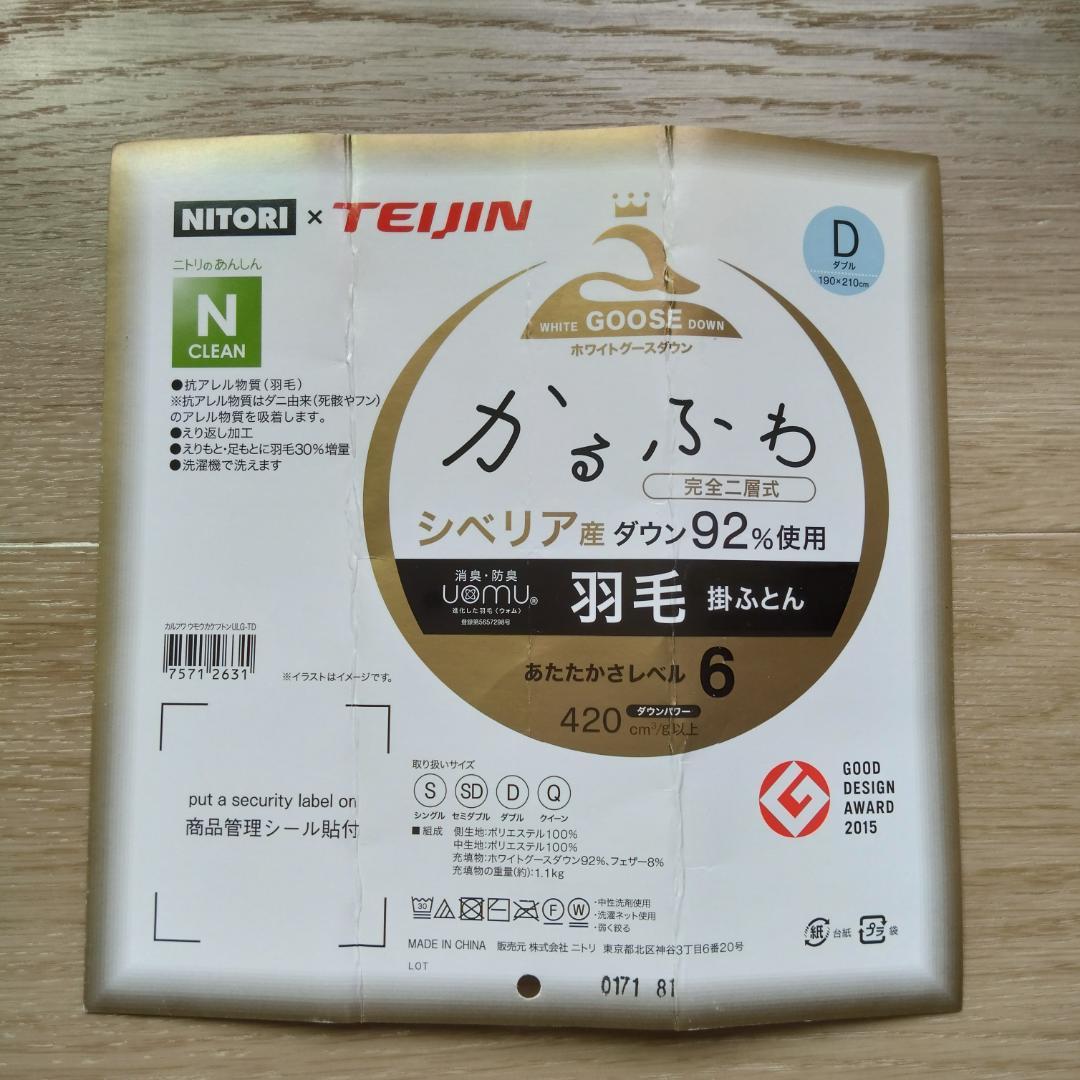 NITORI × TEIJIN
ニトリのあんしん
N
CLEAN
●抗アレル物質(羽毛)
※抗アレル物質はダニ由来(死骸やフン)
のアレル物質を吸着します。
●えり返し加工
●えりもと・足もとに羽毛30%増量
●洗濯機で洗えます
WHITE GOOSE DOWN
ホワイトグースダウン
D
ダブル
190×210cm
かるふわ
完全二層式
シベリア産 ダウン92%使用
消臭・防臭
UOMU®
進化した羽毛〈ウォム〉
登録第5657298号
羽毛 掛ふとん
あたたかさレベル 6
ダウンパワー
420 cm³/g以上
カルフワ ウモウカケフトンULG-TD
7571 2631
※イラストはイメージです。
put a security label on
商品管理シール貼付
取り扱いサイズ
S SD D Q
シングル セミダブル ダブル クイーン
■組成 側生地:ポリエステル100%
中生地:ポリエステル100%
充填物:ホワイトグースダウン92%、フェザー8%
充填物の重量(約):1.1kg
GOOD
DESIGN
AWARD
2015
30 F W
・中性洗剤使用
・洗濯ネット使用
・弱く絞る
紙 台紙 プラ 袋
MADE IN CHINA 販売元 株式会社 ニトリ 東京都北区神谷3丁目6番20号
LOT
0171 81